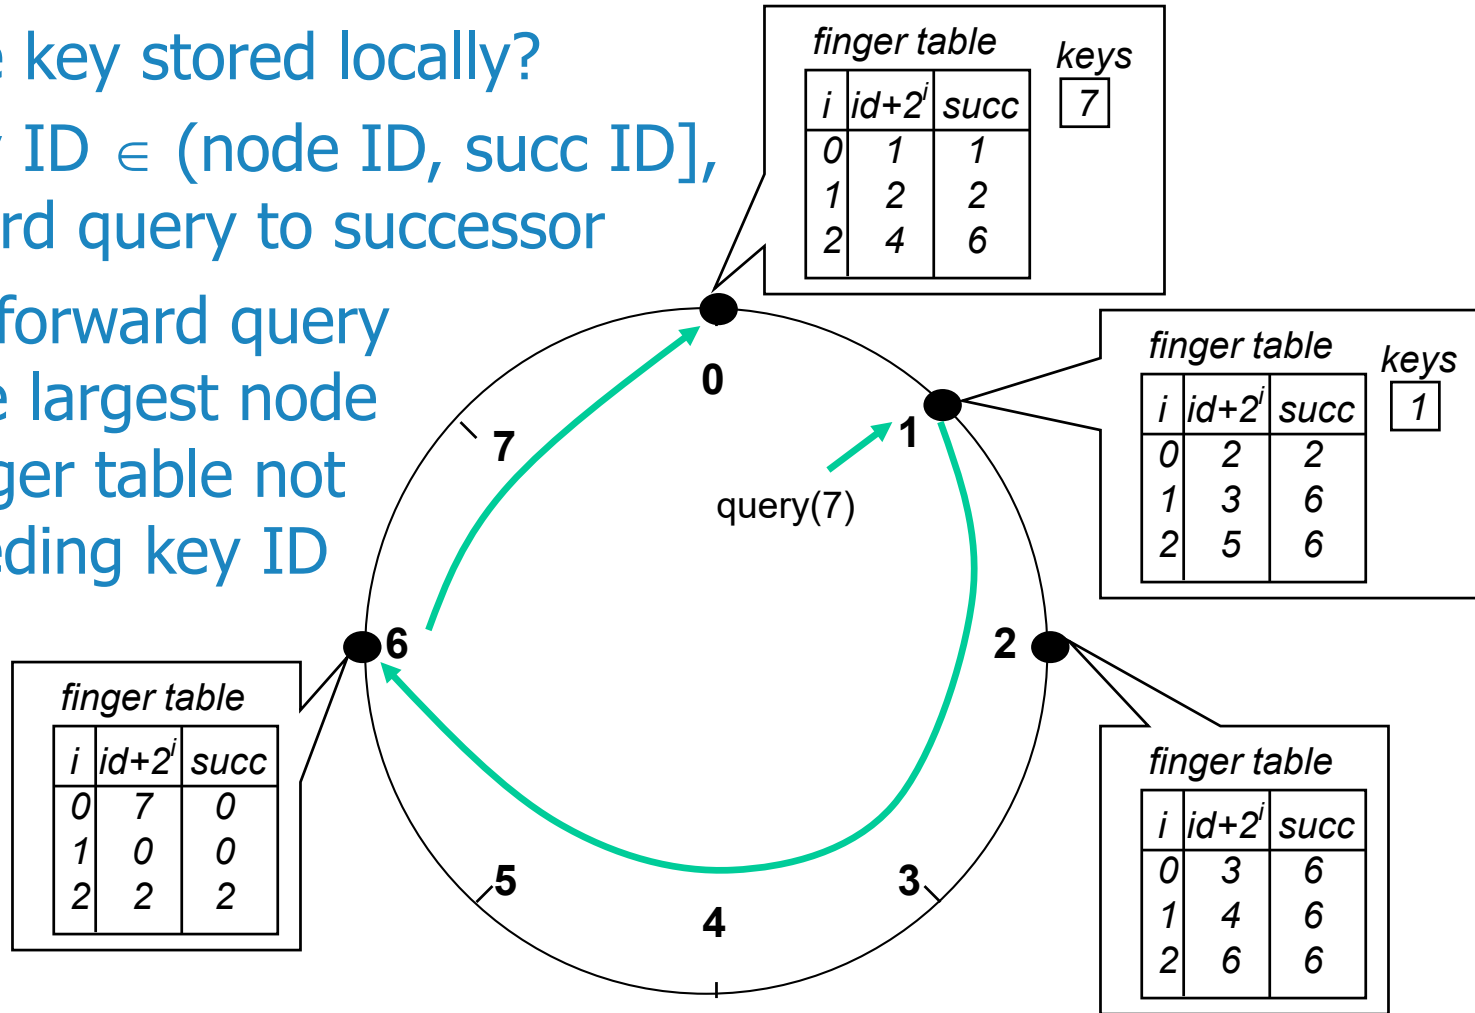 e key stored locally?
ID ∈ (node ID, succ ID],
rd query to successor
forward query
e largest node
ger table not
eding key ID
finger table
keys
i id+2^i succ
7
0 1 1
1 2 2
2 4 6
finger table
keys
i id+2^i succ
1
0 2 2
1 3 6
2 5 6
0
1
7
query(7)
6
2
finger table
i id+2^i succ
0 7 0
1 0 0
2 2 2
finger table
i id+2^i succ
0 3 6
1 4 6
2 6 6
5
3
4